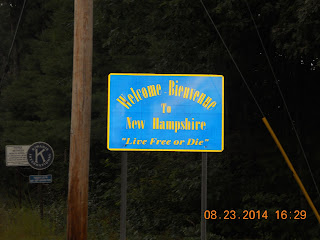 Welcome - Bienvenue
To
New Hampshire
"Live Free or Die"
K
08.23.2014 16:29